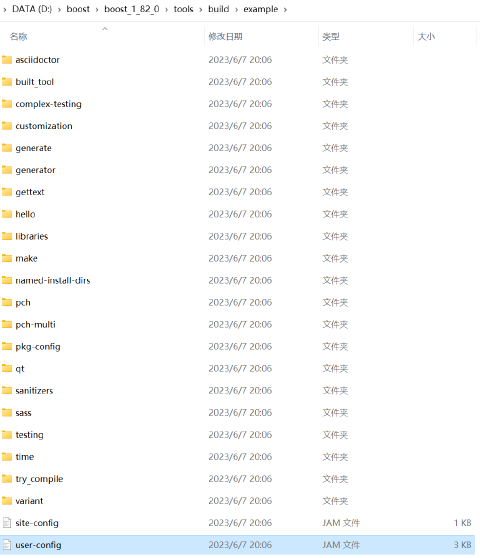 › DATA (D:) › boost › boost_1_82_0 › tools › build › example ›
名称 修改日期 类型 大小
asciidoctor 2023/6/7 20:06 文件夹
built_tool 2023/6/7 20:06 文件夹
complex-testing 2023/6/7 20:06 文件夹
customization 2023/6/7 20:06 文件夹
generate 2023/6/7 20:06 文件夹
generator 2023/6/7 20:06 文件夹
gettext 2023/6/7 20:06 文件夹
hello 2023/6/7 20:06 文件夹
libraries 2023/6/7 20:06 文件夹
make 2023/6/7 20:06 文件夹
named-install-dirs 2023/6/7 20:06 文件夹
pch 2023/6/7 20:06 文件夹
pch-multi 2023/6/7 20:06 文件夹
pkg-config 2023/6/7 20:06 文件夹
qt 2023/6/7 20:06 文件夹
sanitizers 2023/6/7 20:06 文件夹
sass 2023/6/7 20:06 文件夹
testing 2023/6/7 20:06 文件夹
time 2023/6/7 20:06 文件夹
try_compile 2023/6/7 20:06 文件夹
variant 2023/6/7 20:06 文件夹
site-config 2023/6/7 20:06 JAM 文件 1 KB
user-config 2023/6/7 20:06 JAM 文件 3 KB